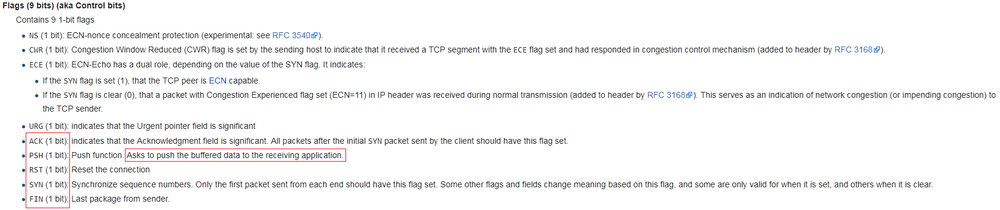 Flags (9 bits) (aka Control bits)
Contains 9 1-bit flags
NS (1 bit): ECN-nonce concealment protection (experimental: see RFC 3540).
CWR (1 bit): Congestion Window Reduced (CWR) flag is set by the sending host to indicate that it received a TCP segment with the ECE flag set and had responded in congestion control mechanism (added to header by RFC 3168).
ECE (1 bit): ECN-Echo has a dual role, depending on the value of the SYN flag. It indicates:
If the SYN flag is set (1), that the TCP peer is ECN capable.
If the SYN flag is clear (0), that a packet with Congestion Experienced flag set (ECN=11) in IP header was received during normal transmission (added to header by RFC 3168). This serves as an indication of network congestion (or impending congestion) to
the TCP sender.
URG (1 bit): indicates that the Urgent pointer field is significant
ACK (1 bit): indicates that the Acknowledgment field is significant. All packets after the initial SYN packet sent by the client should have this flag set.
PSH (1 bit): Push function. Asks to push the buffered data to the receiving application.
RST (1 bit): Reset the connection
SYN (1 bit): Synchronize sequence numbers. Only the first packet sent from each end should have this flag set. Some other flags and fields change meaning based on this flag, and some are only valid for when it is set, and others when it is clear.
FIN (1 bit): Last package from sender.